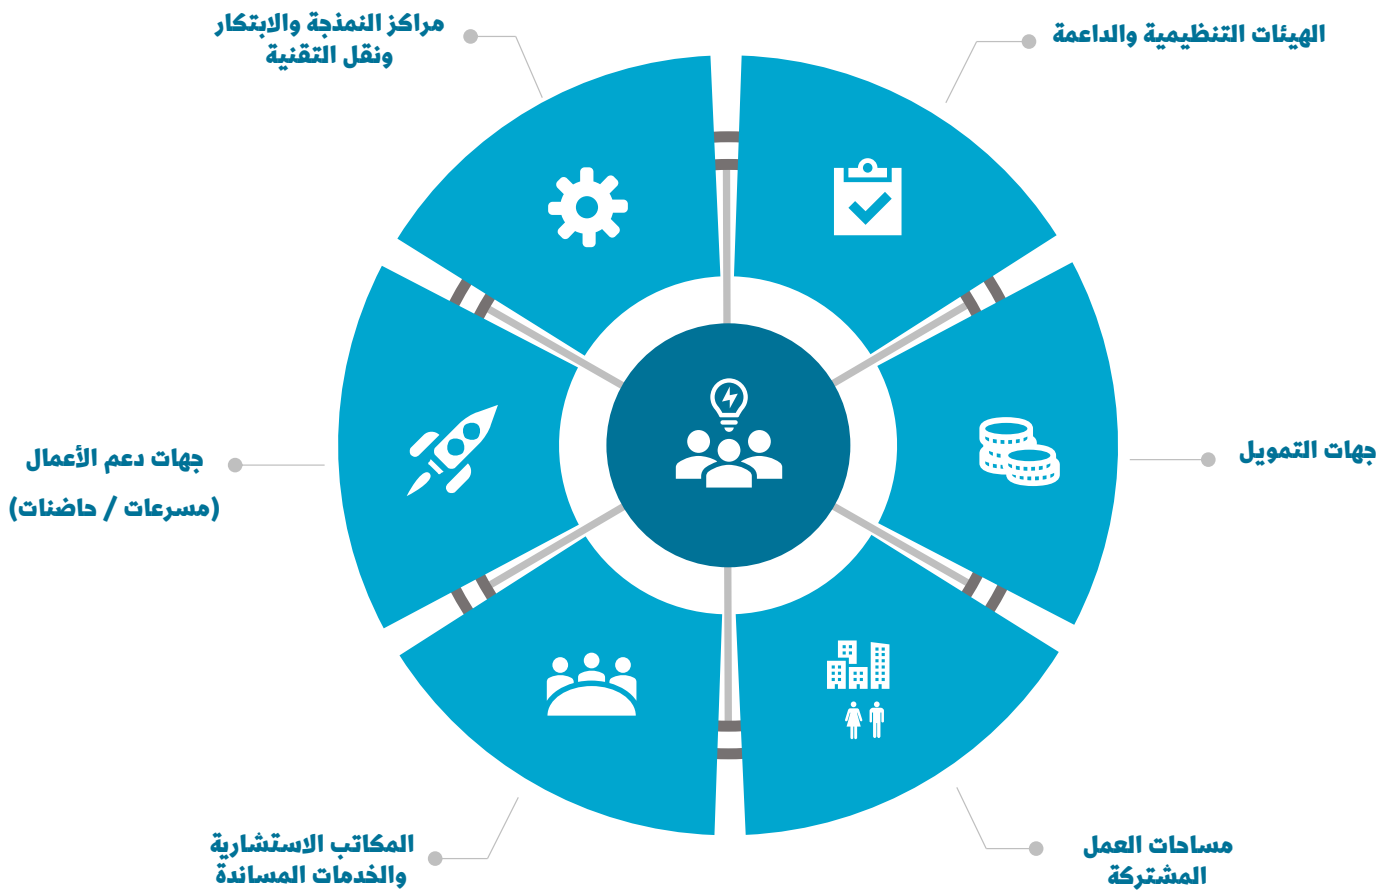 الهيئات التنظيمية والداعمة
مراكز النمذجة والابتكار
ونقل التقنية
جهات التمويل
جهات دعم الأعمال
(مسرعات / حاضنات)
مساحات العمل
المشتركة
المكاتب الاستشارية
والخدمات المساندة